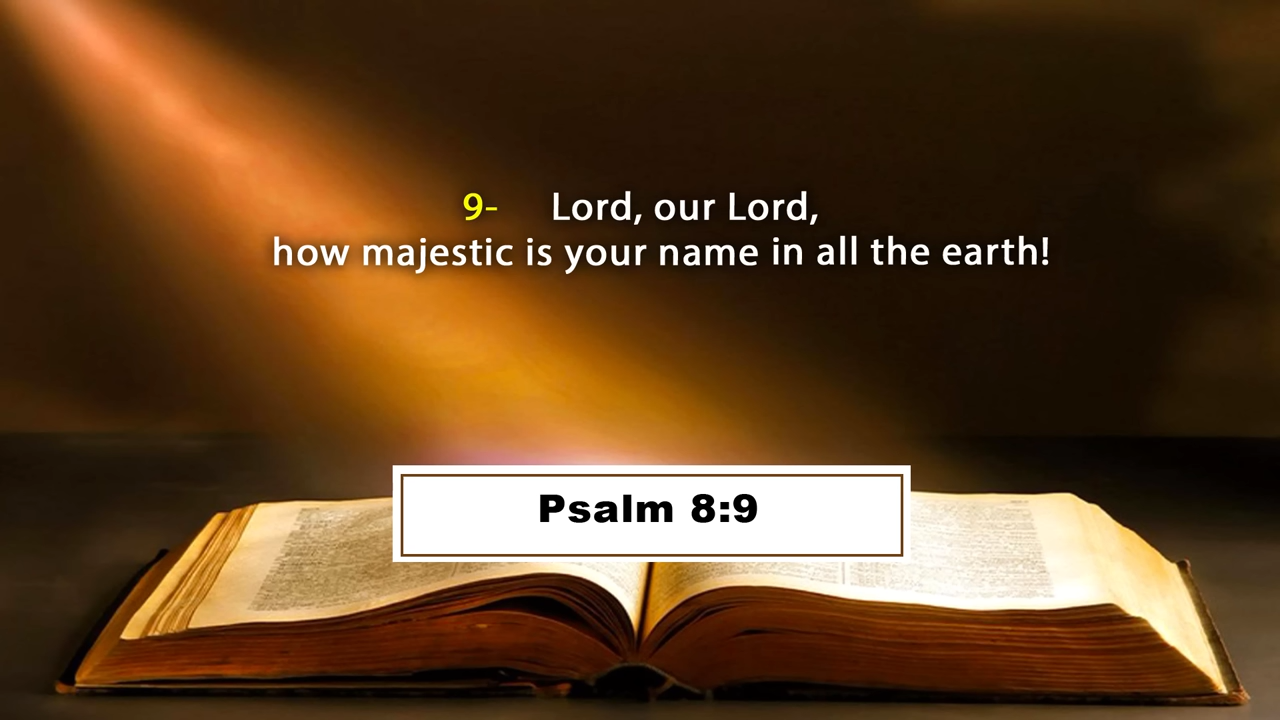 9- Lord, our Lord,
how majestic is your name in all the earth!
Psalm 8:9